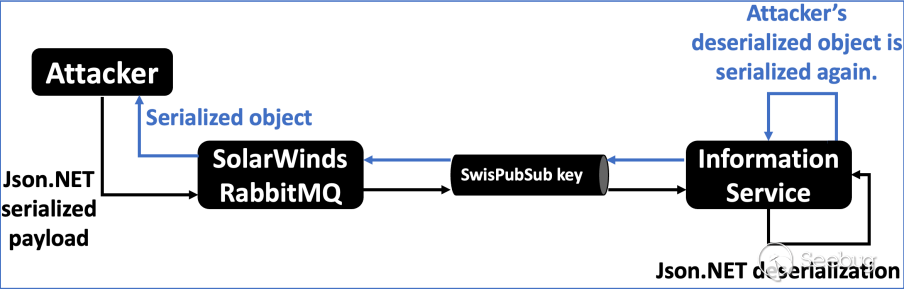 Attacker's
deserialized object is
serialized again.
Attacker
Serialized object
SolarWinds
RabbitMQ
SwisPubSub key
Information
Service
Json.NET
serialized
payload
Json.NET deserialization
Seebug